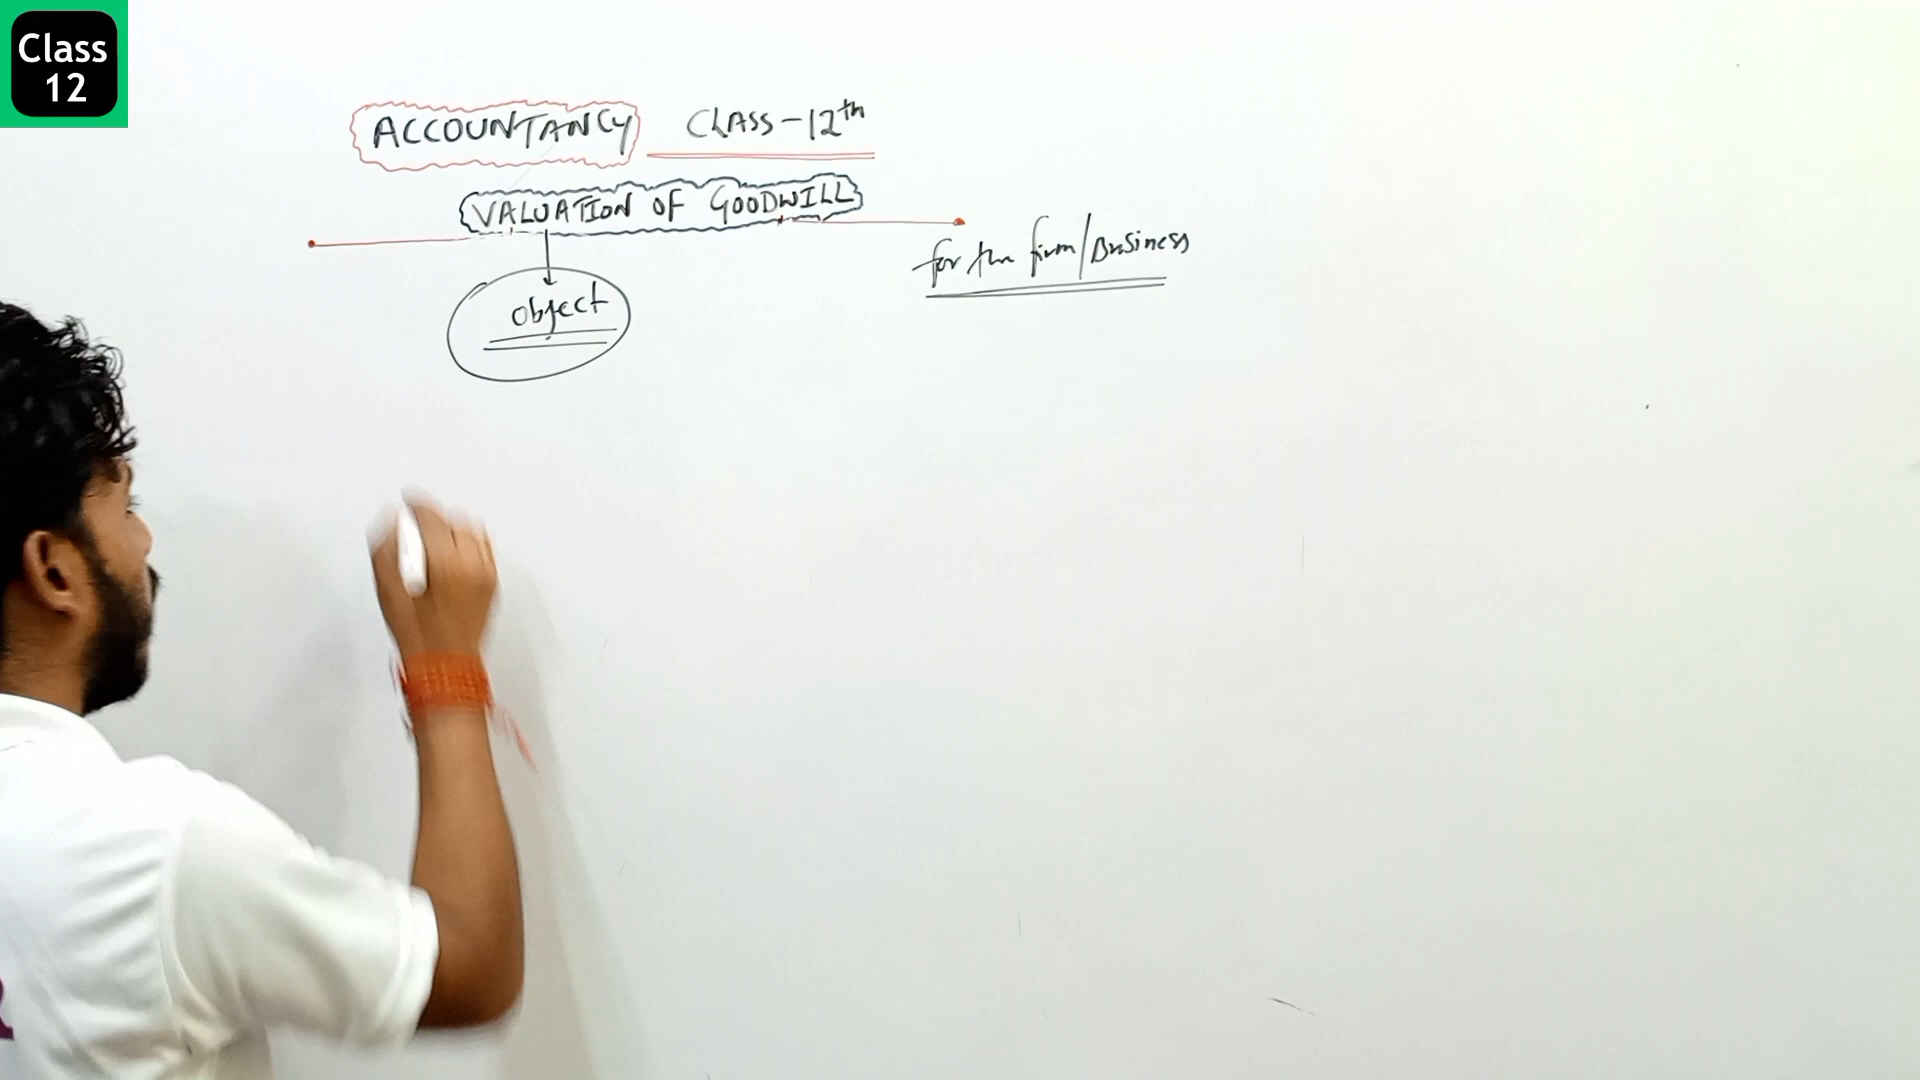 Class
12
ACCOUNTANCY CLASS-12th
VALUATION OF GOODWILL
for the firm/Business
object